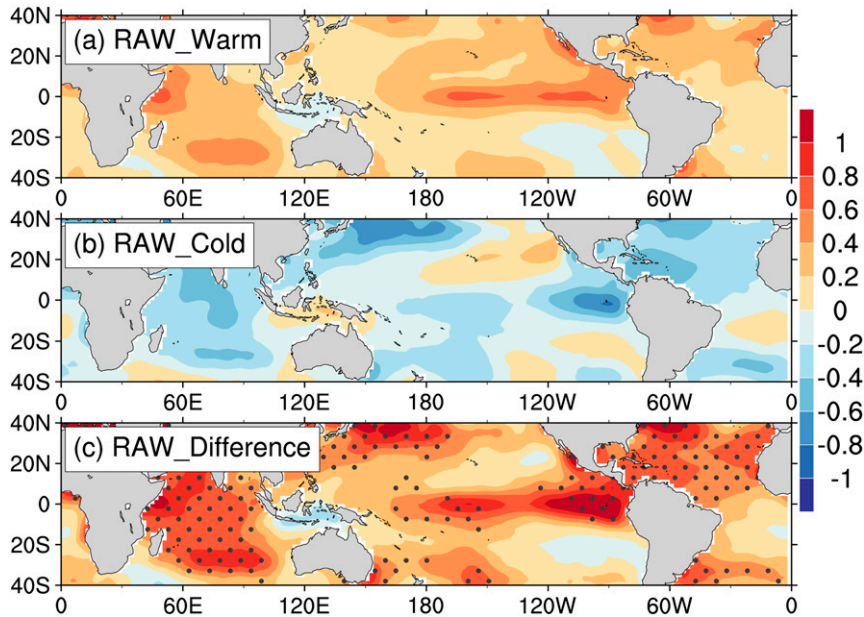 40N
(a) RAW_Warm
20N
0
20S
40S
0 60E 120E 180 120W 60W 0
40N
(b) RAW_Cold
20N
0
20S
40S
0 60E 120E 180 120W 60W 0
40N
(c) RAW_Difference
20N
0
20S
40S
0 60E 120E 180 120W 60W 0
1
0.8
0.6
0.4
0.2
0
-0.2
-0.4
-0.6
-0.8
-1